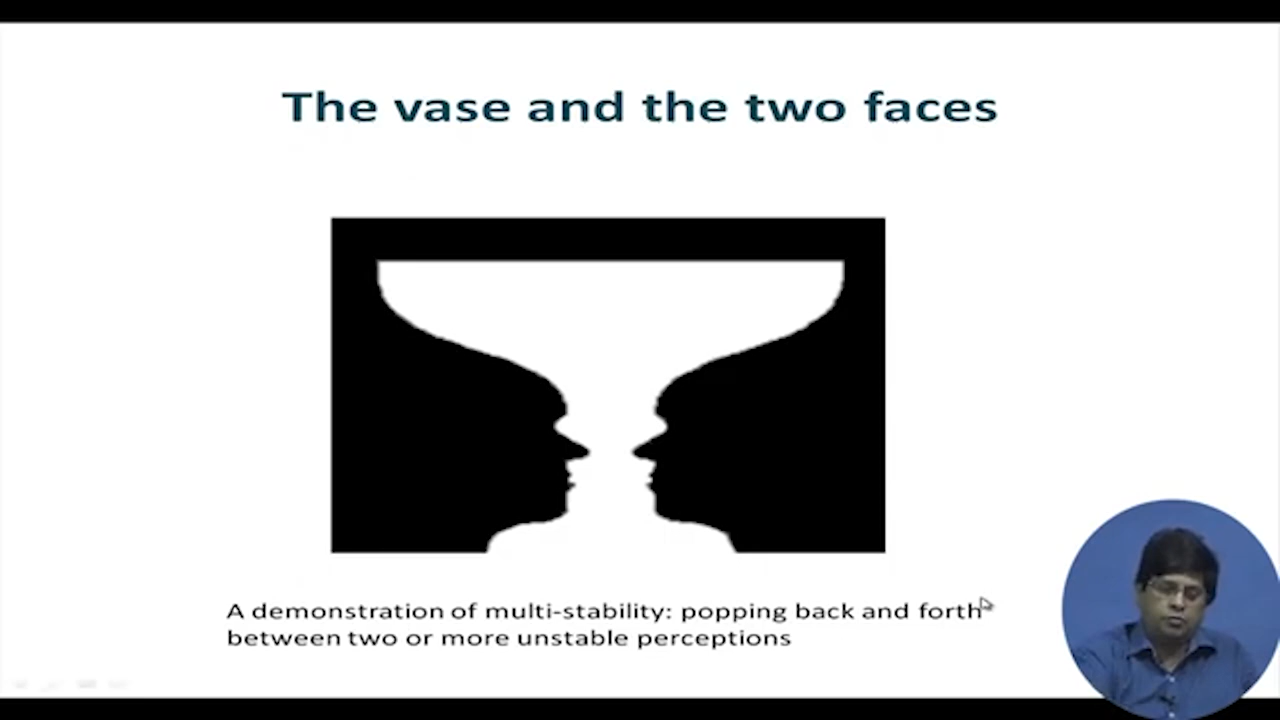 The vase and the two faces
A demonstration of multi-stability: popping back and forth
between two or more unstable perceptions